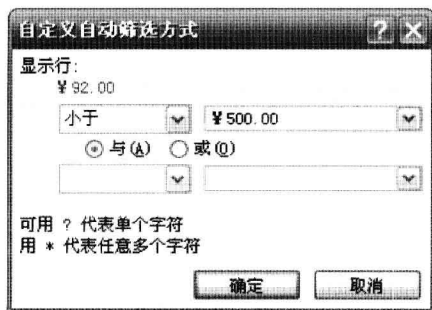 自定义自动筛选方式
显示行:
¥92.00
小于 ¥500.00
与(A) 或(O)
可用 ? 代表单个字符
用 * 代表任意多个字符
确定 取消